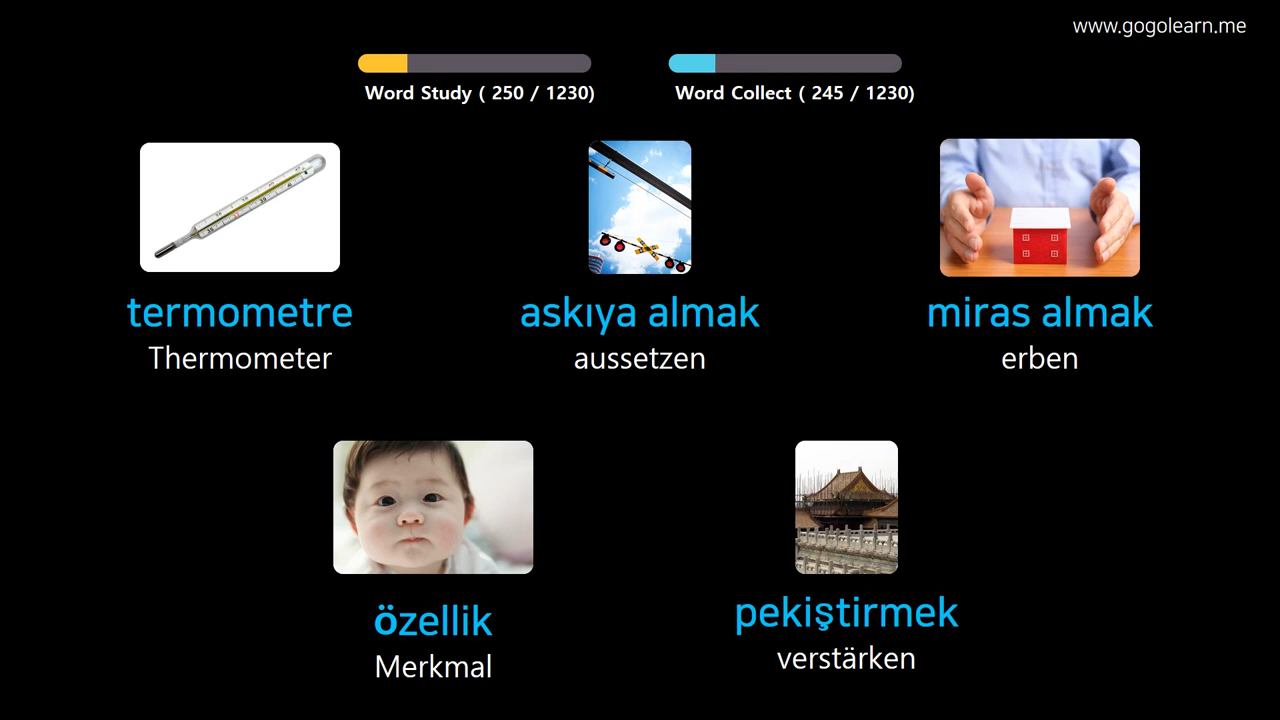 www.gogolearn.me
Word Study ( 250 / 1230)
Word Collect ( 245 / 1230)
termometre
Thermometer
askıya almak
aussetzen
miras almak
erben
özellik
Merkmal
pekiştirmek
verstärken